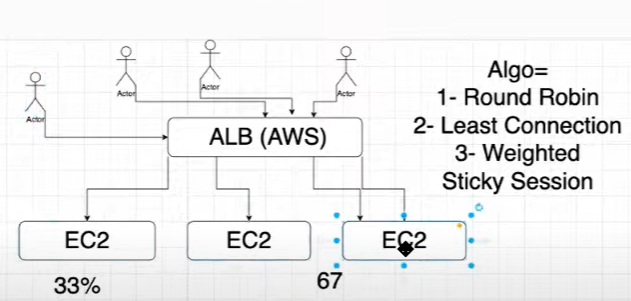 Actor
Actor
Actor
Actor
ALB (AWS)
Algo=
1- Round Robin
2- Least Connection
3- Weighted
Sticky Session
EC2
EC2
EC2
33%
67